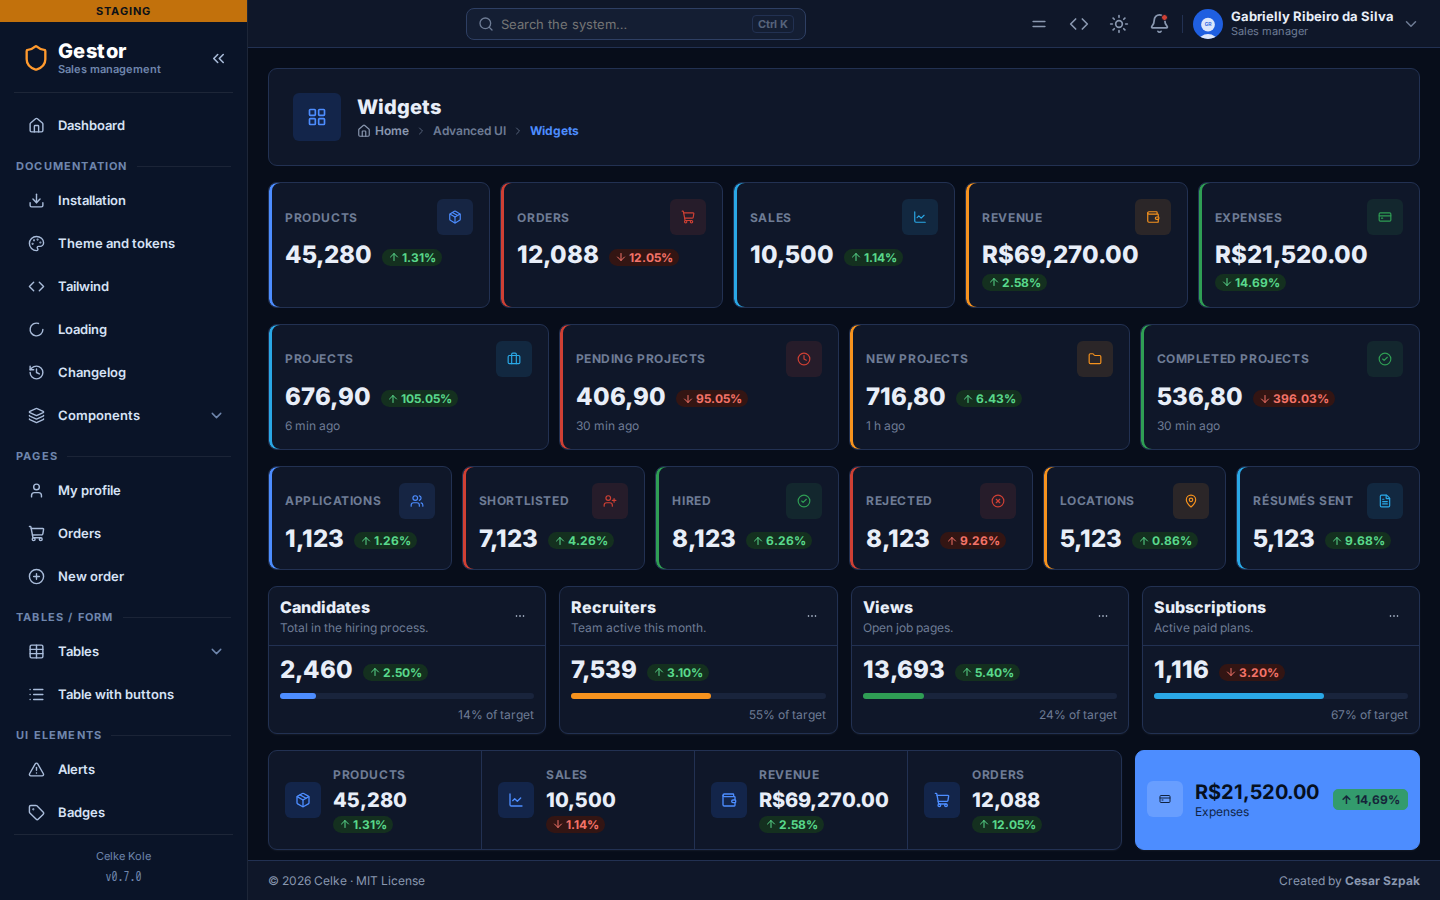 STAGING
Gestor
Sales management
Dashboard
DOCUMENTATION
Installation
Theme and tokens
Tailwind
Loading
Changelog
Components
PAGES
My profile
Orders
New order
TABLES / FORM
Tables
Table with buttons
UI ELEMENTS
Alerts
Badges
Celke Kole
v0.7.0
Search the system...
Ctrl K
GR
Gabrielly Ribeiro da Silva
Sales manager
Widgets
Home > Advanced UI > Widgets
PRODUCTS
45,280 ↑ 1.31%
ORDERS
12,088 ↓ 12.05%
SALES
10,500 ↑ 1.14%
REVENUE
R$69,270.00
↑ 2.58%
EXPENSES
R$21,520.00
↓ 14.69%
PROJECTS
676,90 ↑ 105.05%
6 min ago
PENDING PROJECTS
406,90 ↓ 95.05%
30 min ago
NEW PROJECTS
716,80 ↑ 6.43%
1 h ago
COMPLETED PROJECTS
536,80 ↓ 396.03%
30 min ago
APPLICATIONS
1,123 ↑ 1.26%
SHORTLISTED
7,123 ↑ 4.26%
HIRED
8,123 ↑ 6.26%
REJECTED
8,123 ↑ 9.26%
LOCATIONS
5,123 ↑ 0.86%
RÉSUMÉS SENT
5,123 ↑ 9.68%
Candidates
Total in the hiring process.
2,460 ↑ 2.50%
14% of target
Recruiters
Team active this month.
7,539 ↑ 3.10%
55% of target
Views
Open job pages.
13,693 ↑ 5.40%
24% of target
Subscriptions
Active paid plans.
1,116 ↓ 3.20%
67% of target
PRODUCTS
45,280
↑ 1.31%
SALES
10,500
↓ 1.14%
REVENUE
R$69,270.00
↑ 2.58%
ORDERS
12,088
↑ 12.05%
R$21,520.00
Expenses
↑ 14,69%
© 2026 Celke · MIT License
Created by Cesar Szpak